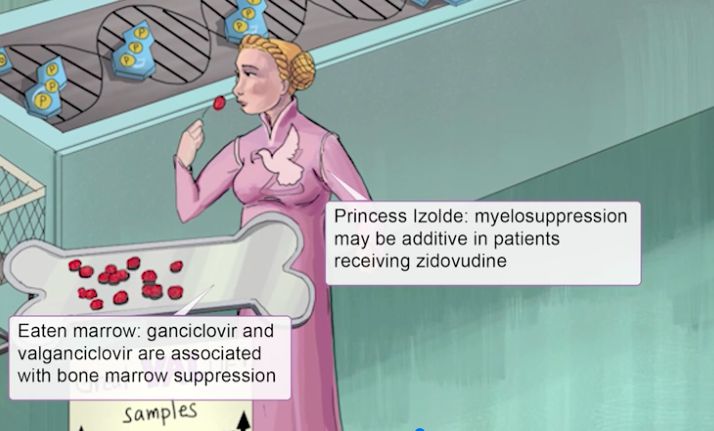 P P P P P P P P
Princess Izolde: myelosuppression
may be additive in patients
receiving zidovudine
Eaten marrow: ganciclovir and
valganciclovir are associated
with bone marrow suppression
samples